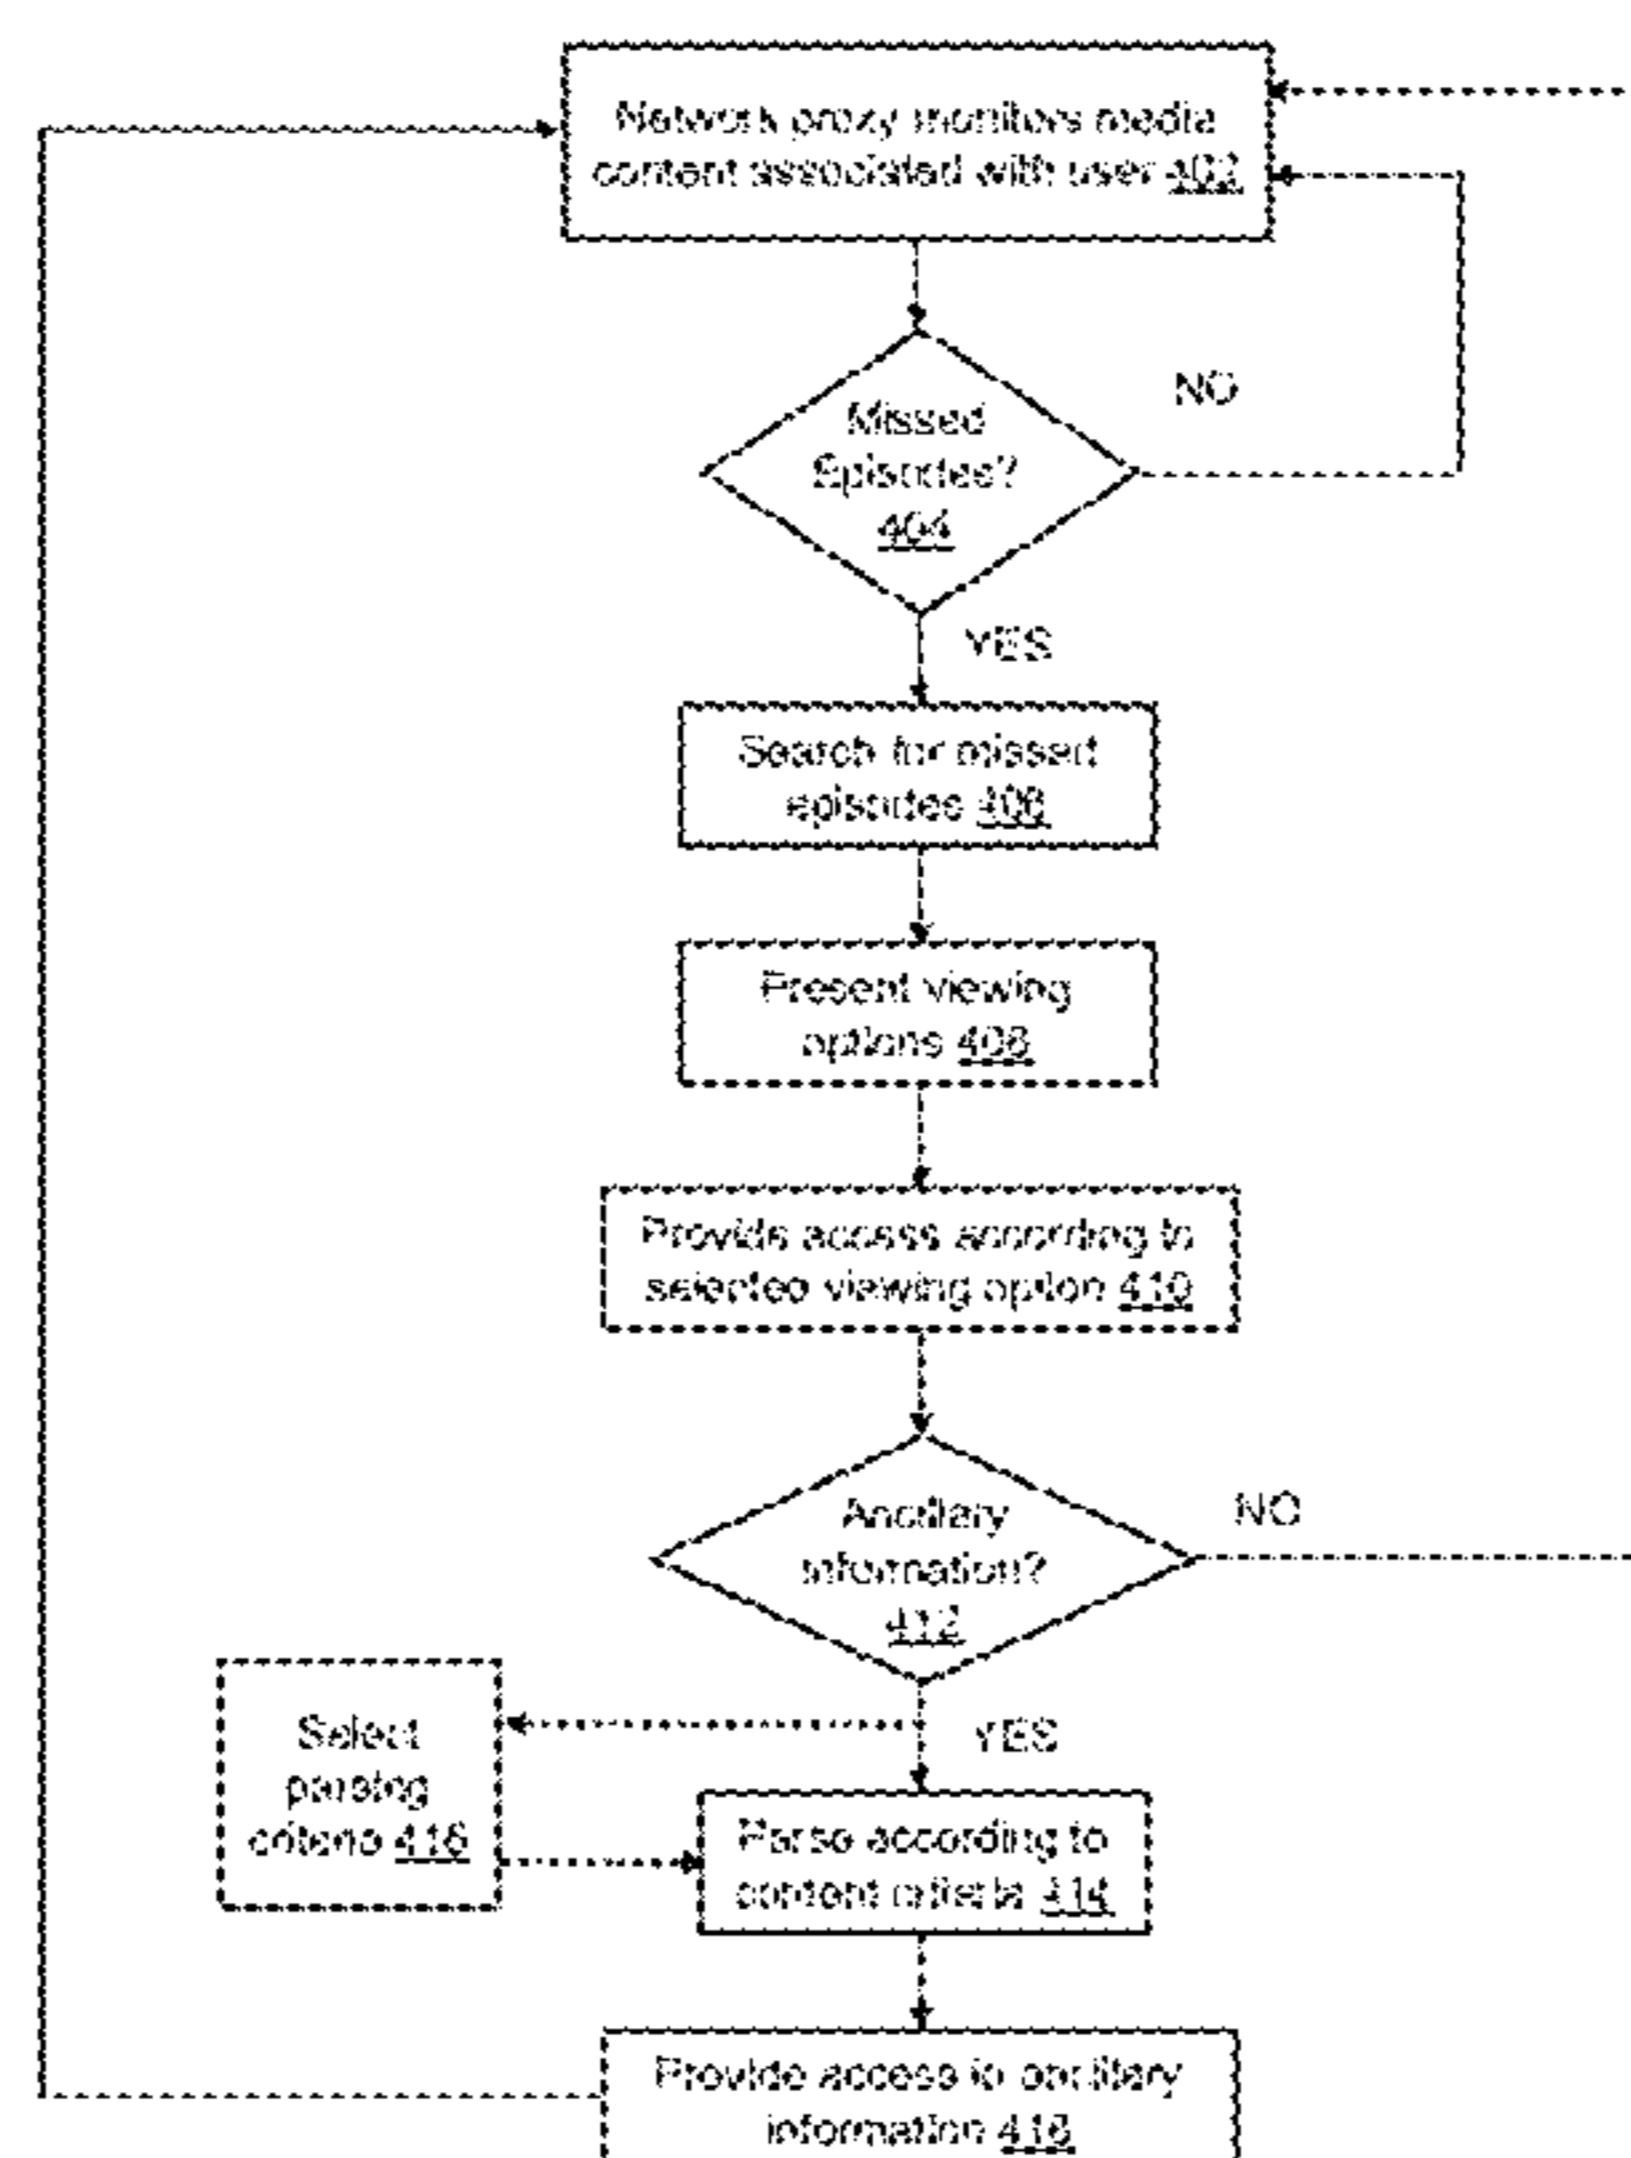 Network proxy monitors media
content associated with user 402
Missed
Episodes?
404
NO
YES
Search for missed
episodes 406
Present viewing
options 408
Provide access according to
selected viewing option 410
Ancillary
information?
412
NO
YES
Select
parsing
criteria 416
Parse according to
content criteria 414
Provide access to ancillary
information